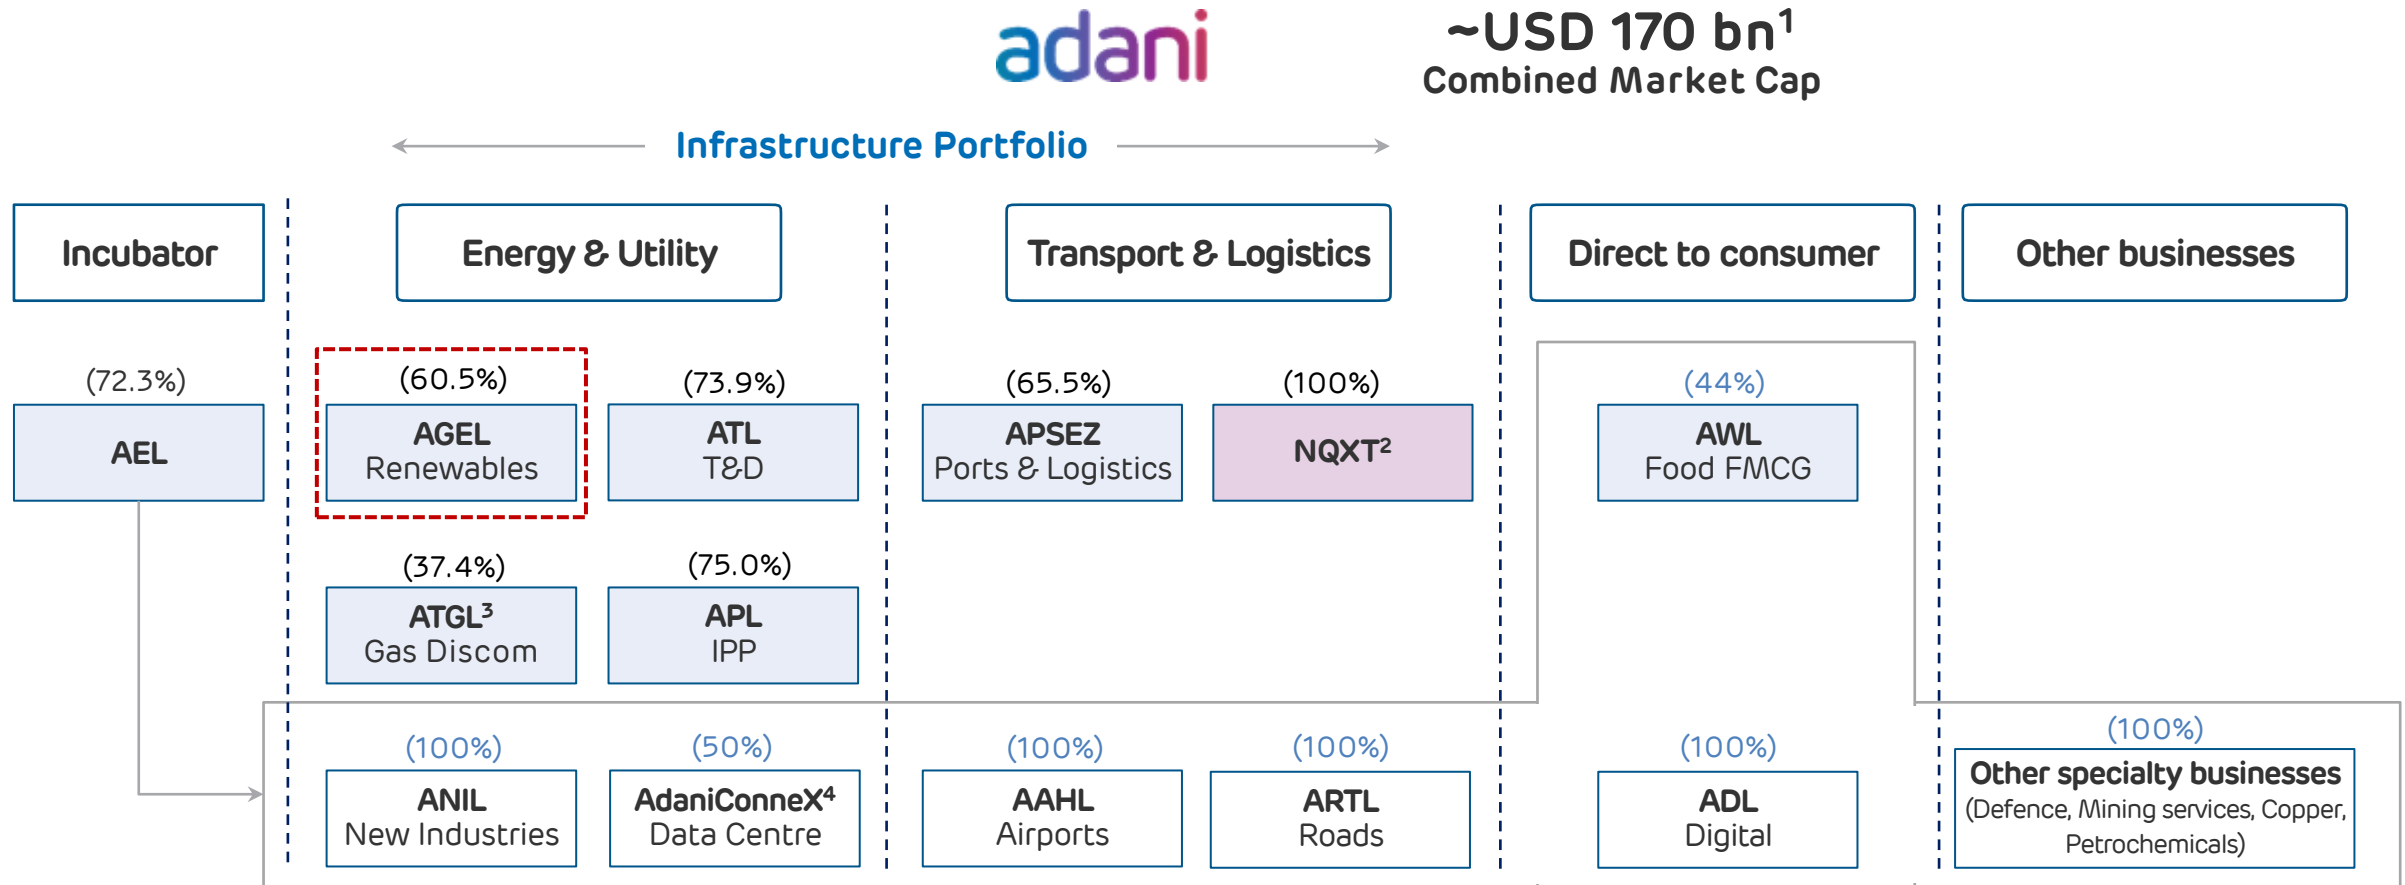 adani
~USD 170 bn¹
Combined Market Cap
Infrastructure Portfolio
Incubator
Energy & Utility
Transport & Logistics
Direct to consumer
Other businesses
(72.3%)
AEL
(60.5%)
AGEL
Renewables
(73.9%)
ATL
T&D
(65.5%)
APSEZ
Ports & Logistics
(100%)
NQXT²
(44%)
AWL
Food FMCG
(37.4%)
ATGL³
Gas Discom
(75.0%)
APL
IPP
(100%)
ANIL
New Industries
(50%)
AdaniConneX⁴
Data Centre
(100%)
AAHL
Airports
(100%)
ARTL
Roads
(100%)
ADL
Digital
(100%)
Other specialty businesses
(Defence, Mining services, Copper,
Petrochemicals)